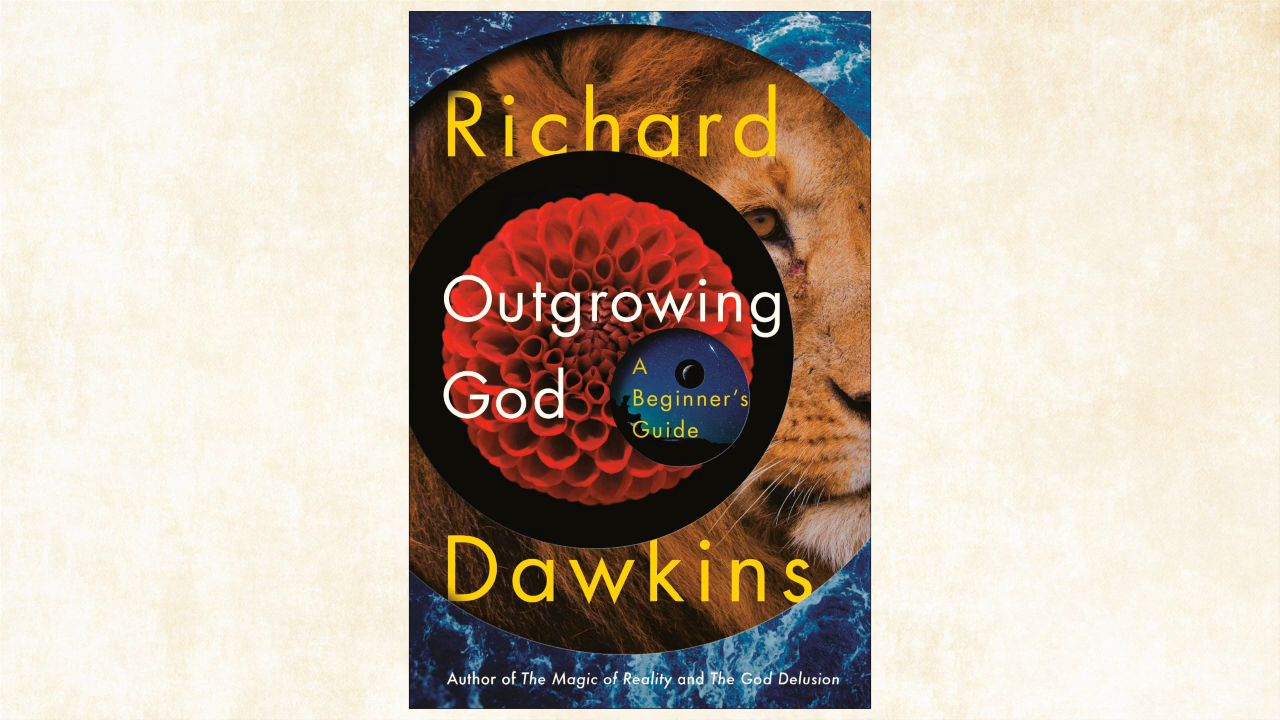 Richard
Outgrowing
God
A
Beginner's
Guide
Dawkins
Author of The Magic of Reality and The God Delusion